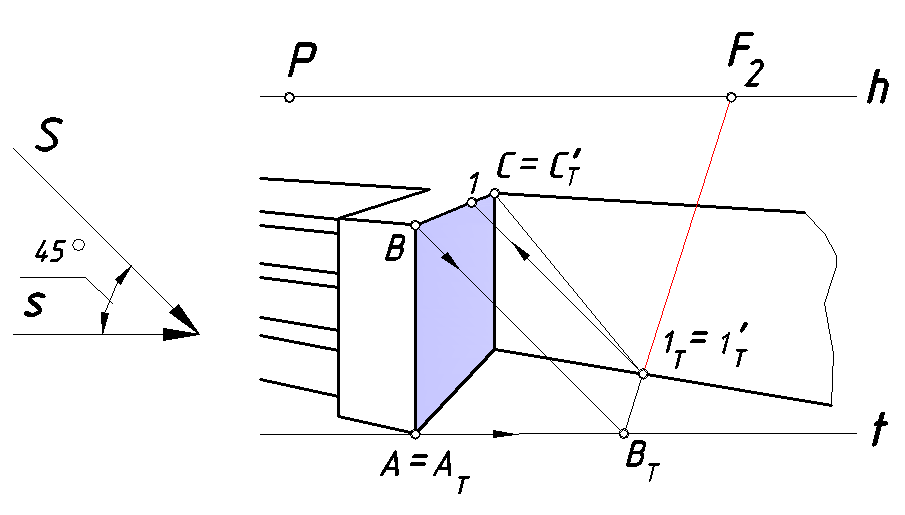 P
F₂
h
S
C = C'ₜ
1
B
45°
s
1ₜ = 1'ₜ
t
A = Aₜ
Bₜ